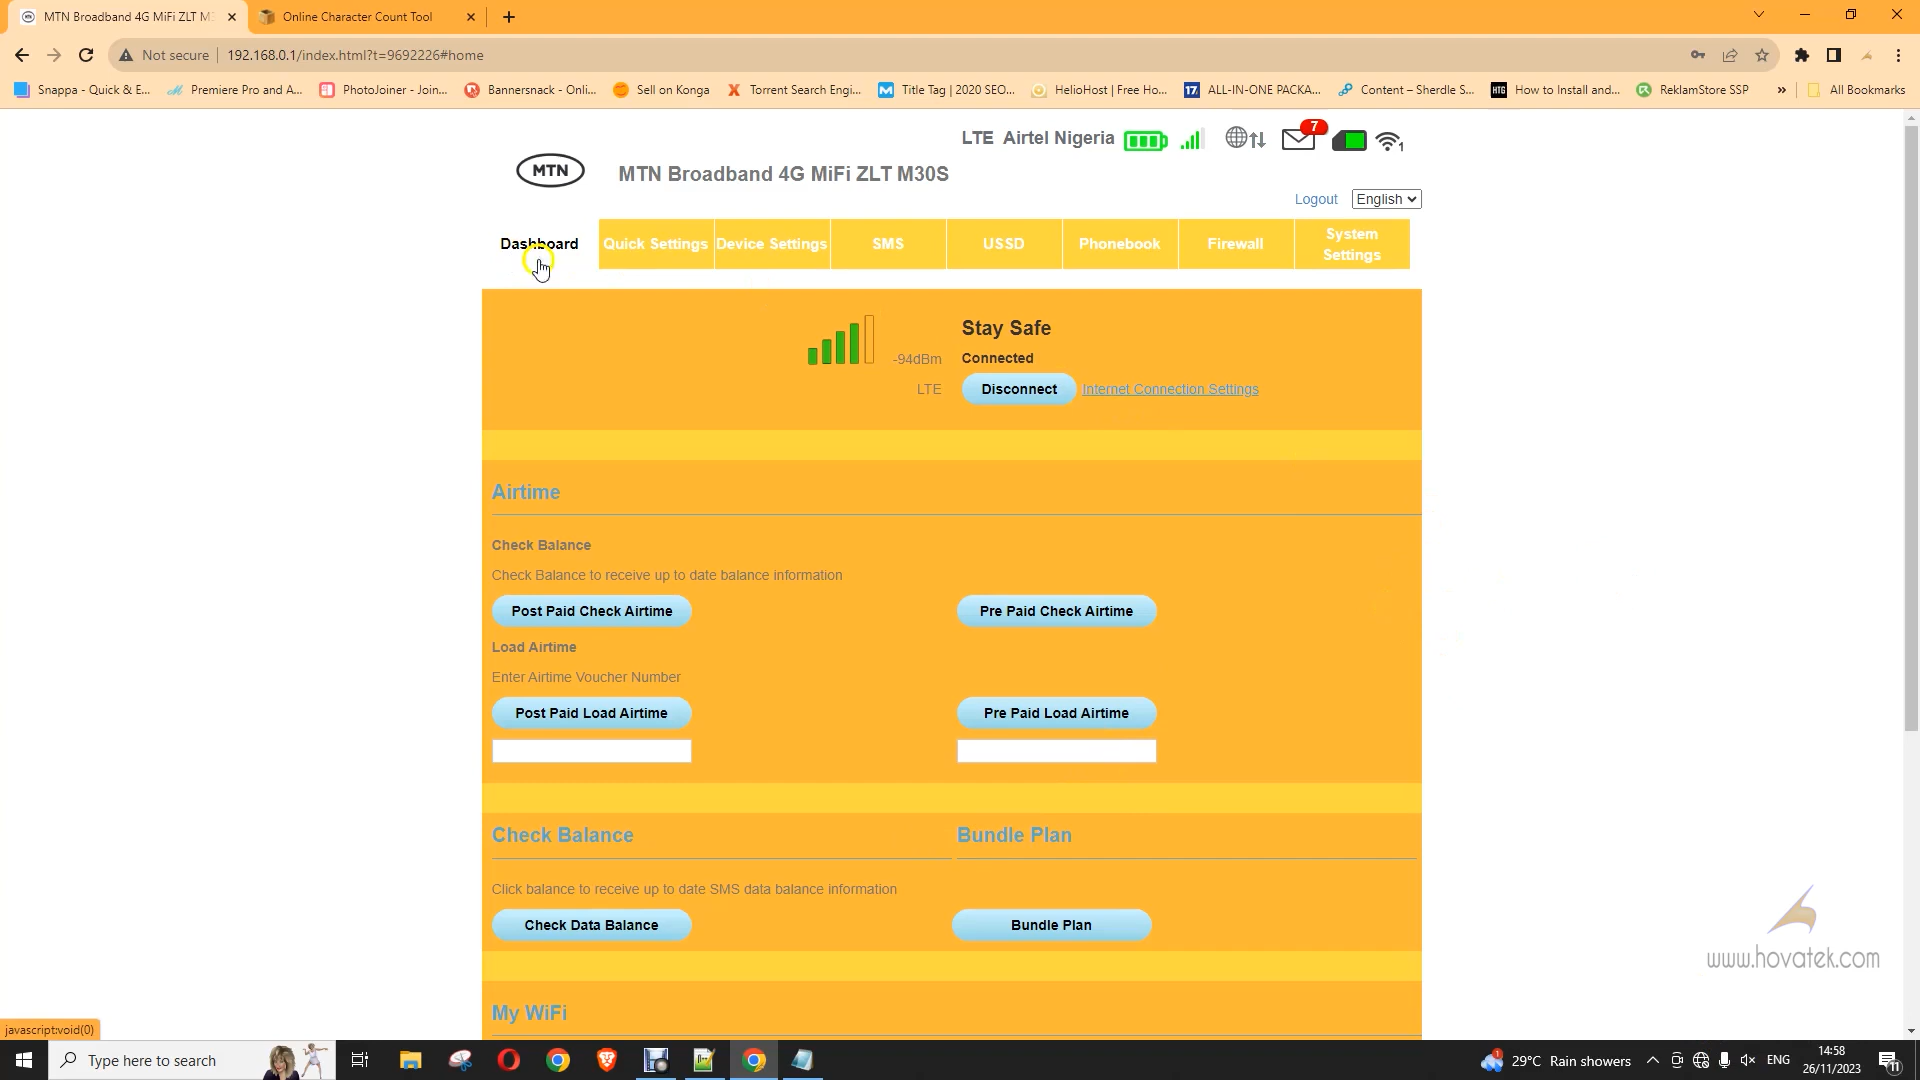 MTN Broadband 4G MiFi ZLT M3
Online Character Count Tool
Not secure 192.168.0.1/index.html?t=9692226#home
Snappa - Quick & E... Premiere Pro and A... PhotoJoiner - Join... Bannersnack - Onli... Sell on Konga Torrent Search Engi... Title Tag | 2020 SEO... HelioHost | Free Ho... ALL-IN-ONE PACKA... Content – Sherdle S... How to Install and... ReklamStore SSP » All Bookmarks
LTE Airtel Nigeria 7 1
MTN MTN Broadband 4G MiFi ZLT M30S
Logout English
Dashboard Quick Settings Device Settings SMS USSD Phonebook Firewall System Settings
Stay Safe
-94dBm Connected
LTE Disconnect Internet Connection Settings
Airtime
Check Balance
Check Balance to receive up to date balance information
Post Paid Check Airtime Pre Paid Check Airtime
Load Airtime
Enter Airtime Voucher Number
Post Paid Load Airtime Pre Paid Load Airtime
Check Balance Bundle Plan
Click balance to receive up to date SMS data balance information
Check Data Balance Bundle Plan
www.hovatek.com
My WiFi
javascript:void(0)
Type here to search 29°C Rain showers ENG 14:58
26/11/2023 11